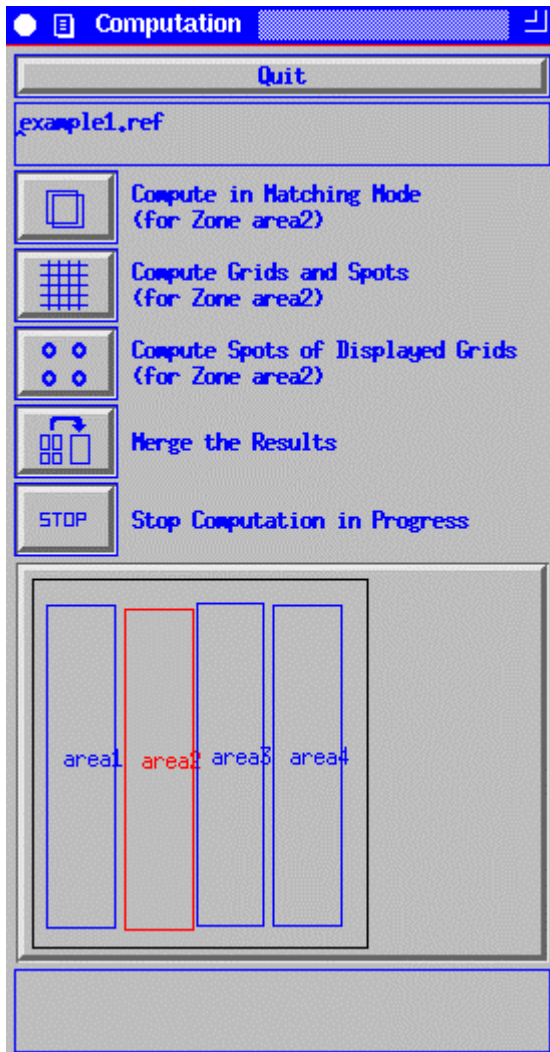 Computation
Quit
example1.ref
Compute in Matching Mode
(for Zone area2)
Compute Grids and Spots
(for Zone area2)
Compute Spots of Displayed Grids
(for Zone area2)
Merge the Results
STOP Stop Computation in Progress
area1 area2 area3 area4